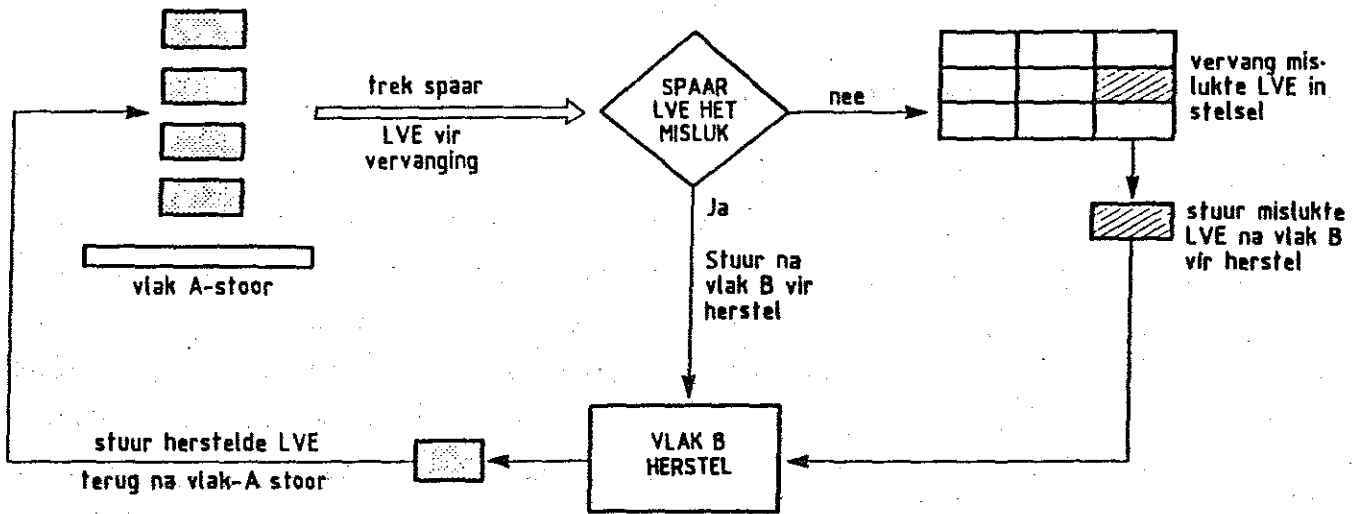 trek spaar
LVE vir
vervanging
vlak A-stoor
SPAAR
LVE HET
MISLUK
nee
vervang mis-
lukte LVE in
stelsel
stuur mislukte
LVE na vlak B
vir herstel
Ja
Stuur na
vlak B vir
herstel
VLAK B
HERSTEL
stuur herstelde LVE
terug na vlak-A stoor